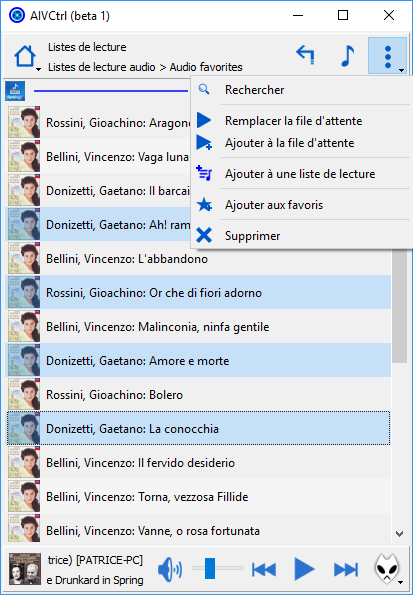 AIVCtrl (beta 1)
Listes de lecture
Listes de lecture audio > Audio favorites
Rechercher
Remplacer la file d'attente
Ajouter à la file d'attente
Ajouter à une liste de lecture
Ajouter aux favoris
Supprimer
Rossini, Gioachino: Aragone
Bellini, Vincenzo: Vaga luna
Donizetti, Gaetano: Il barcai
Donizetti, Gaetano: Ah! ram
Bellini, Vincenzo: L'abbandono
Rossini, Gioachino: Or che di fiori adorno
Bellini, Vincenzo: Malinconia, ninfa gentile
Donizetti, Gaetano: Amore e morte
Rossini, Gioachino: Bolero
Donizetti, Gaetano: La conocchia
Bellini, Vincenzo: Il fervido desiderio
Bellini, Vincenzo: Torna, vezzosa Fillide
Bellini, Vincenzo: Vanne, o rosa fortunata
trice) [PATRICE-PC]
e Drunkard in Spring